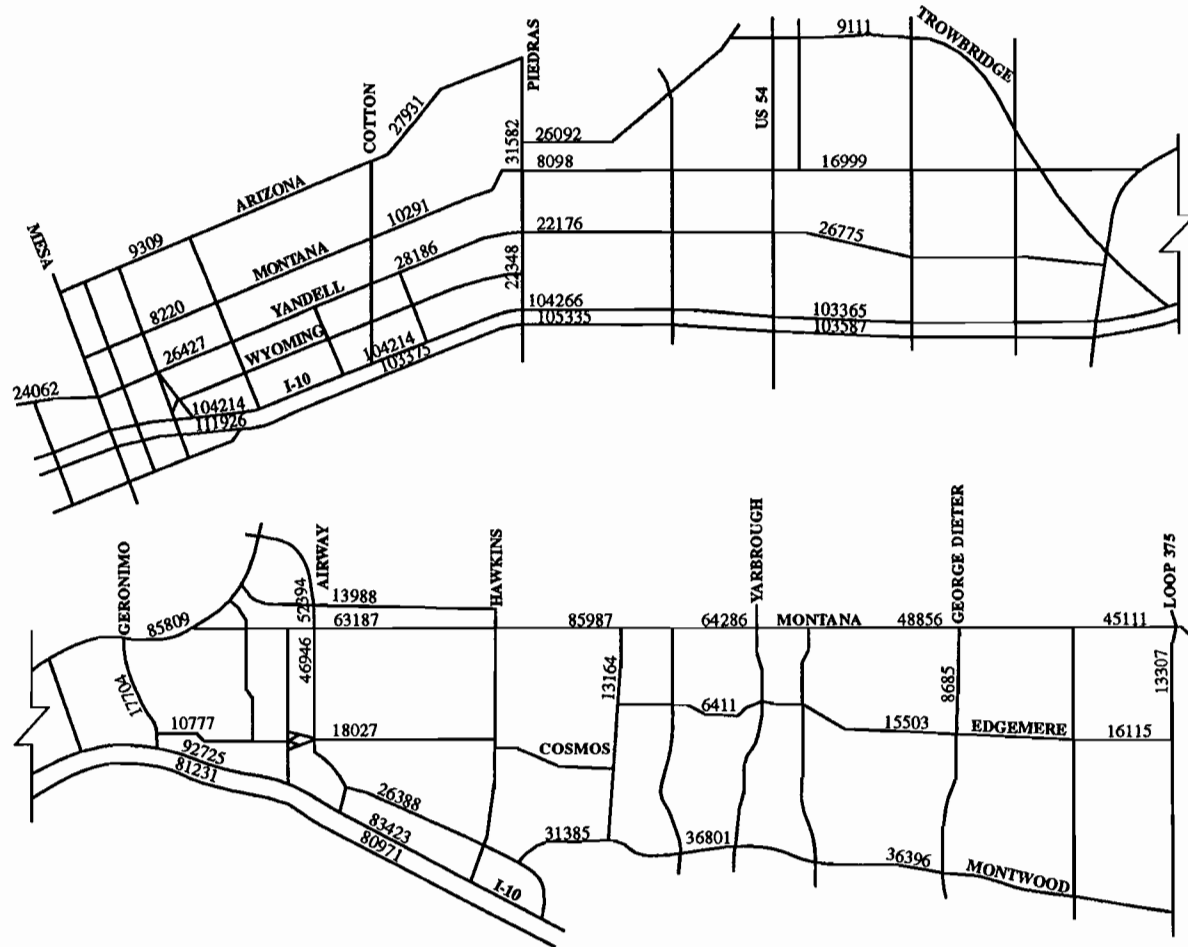 9111
TROWBRIDGE
PIEDRAS
27931
COTTON
US 54
31582
26092
8098
16999
ARIZONA
10291
MESA
9309
MONTANA
22176
26775
28186
22348
8220
YANDELL
104266
105335
103365
103587
WYOMING
26427
104214
103375
I-10
24062
104214
111926
GERONIMO
AIRWAY
HAWKINS
YARBROUGH
GEORGE DIETER
LOOP 375
52394
13988
85809
63187
85987
64286
MONTANA
48856
45111
46946
13164
8685
13307
17704
6411
10777
18027
15503
EDGEMERE
16115
COSMOS
92725
81231
26388
83423
80971
31385
36801
36396
MONTWOOD
I-10